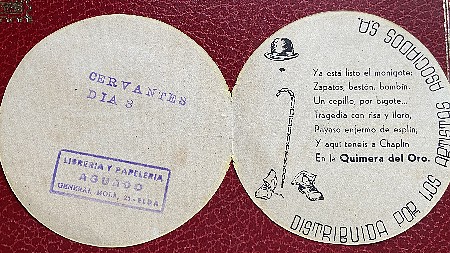 CERVANTES
DIA 3
LIBRERIA Y PAPELERIA
AGUADO
GENERAL MOLA, 25-ELDA
Ya está listo el monigote:
Zapatos, bastón, bombín.
Un cepillo, por bigote...
Tragedia con risa y lloro,
Payaso enfermo de esplín,
Y aquí tenéis a Chaplin
En la Quimera del Oro.
DISTRIBUIDA POR LOS ARTISTAS ASOCIADOS S.A.